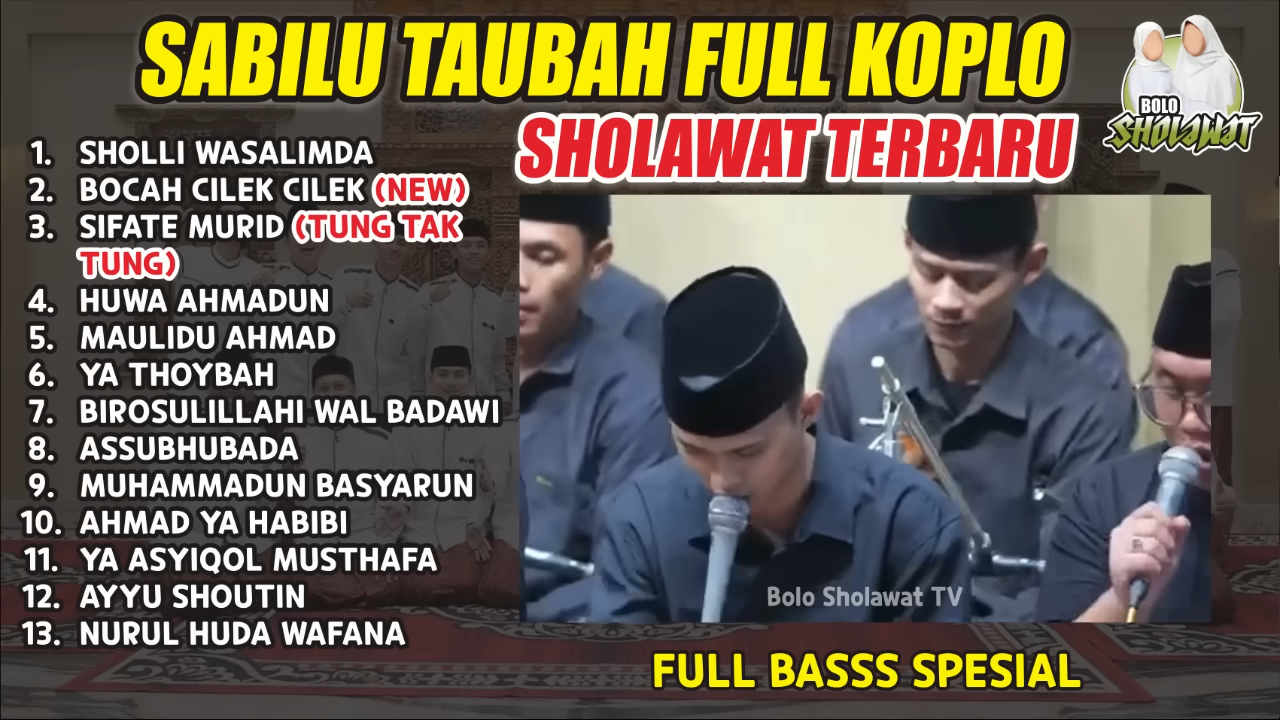 SABILU TAUBAH FULL KOPLO
SHOLAWAT TERBARU
BOLO
SHOLAWAT
1. SHOLLI WASALIMDA
2. BOCAH CILEK CILEK (NEW)
3. SIFATE MURID (TUNG TAK
TUNG)
4. HUWA AHMADUN
5. MAULIDU AHMAD
6. YA THOYBAH
7. BIROSULILLAHI WAL BADAWI
8. ASSUBHUBADA
9. MUHAMMADUN BASYARUN
10. AHMAD YA HABIBI
11. YA ASYIQOL MUSTHAFA
12. AYYU SHOUTIN
13. NURUL HUDA WAFANA
Bolo Sholawat TV
FULL BASSS SPESIAL